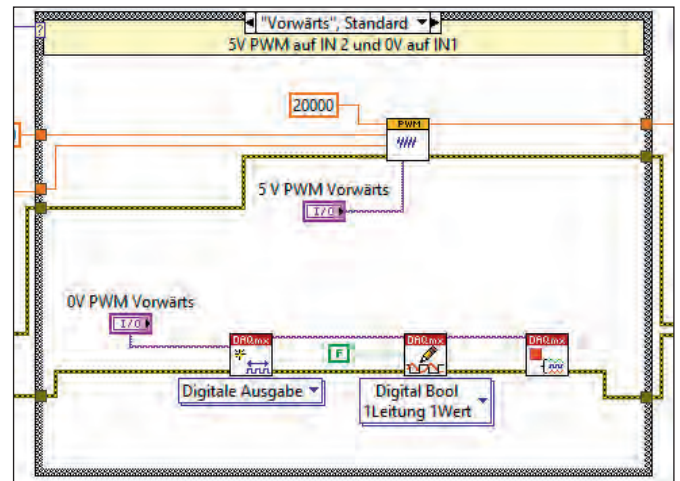 "Vorwärts", Standard
?
5V PWM auf IN 2 und 0V auf IN1
20000
PWM
5 V PWM Vorwärts
I/O
0V PWM Vorwärts
I/O
DAQmx
F
DAQmx
DAQmx
Digitale Ausgabe
Digital Bool
1Leitung 1Wert